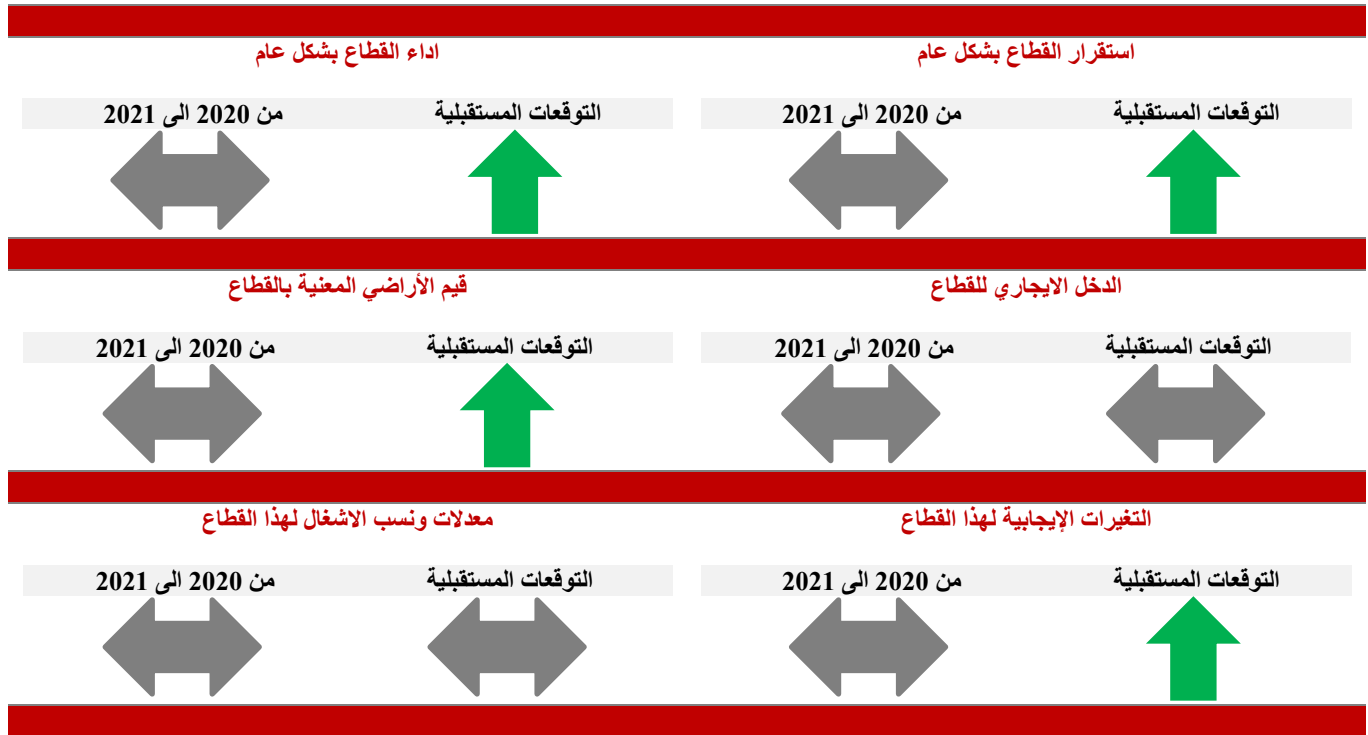 استقرار القطاع بشكل عام
اداء القطاع بشكل عام
التوقعات المستقبلية
من 2020 الى 2021
التوقعات المستقبلية
من 2020 الى 2021
الدخل الايجاري للقطاع
قيم الأراضي المعنية بالقطاع
التوقعات المستقبلية
من 2020 الى 2021
التوقعات المستقبلية
من 2020 الى 2021
التغيرات الإيجابية لهذا القطاع
معدلات ونسب الاشغال لهذا القطاع
التوقعات المستقبلية
من 2020 الى 2021
التوقعات المستقبلية
من 2020 الى 2021